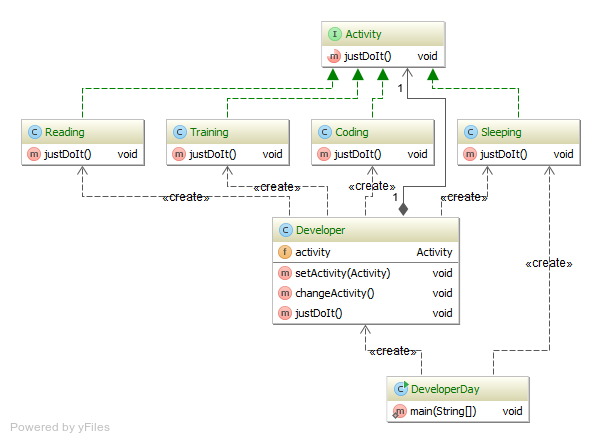 I Activity
m justDoIt() void
1
C Reading
m justDoIt() void
C Training
m justDoIt() void
C Coding
m justDoIt() void
C Sleeping
m justDoIt() void
«create»
«create»
«create»
1
«create»
C Developer
f activity Activity
m setActivity(Activity) void
m changeActivity() void
m justDoIt() void
«create»
«create»
C DeveloperDay
m main(String[]) void
Powered by yFiles